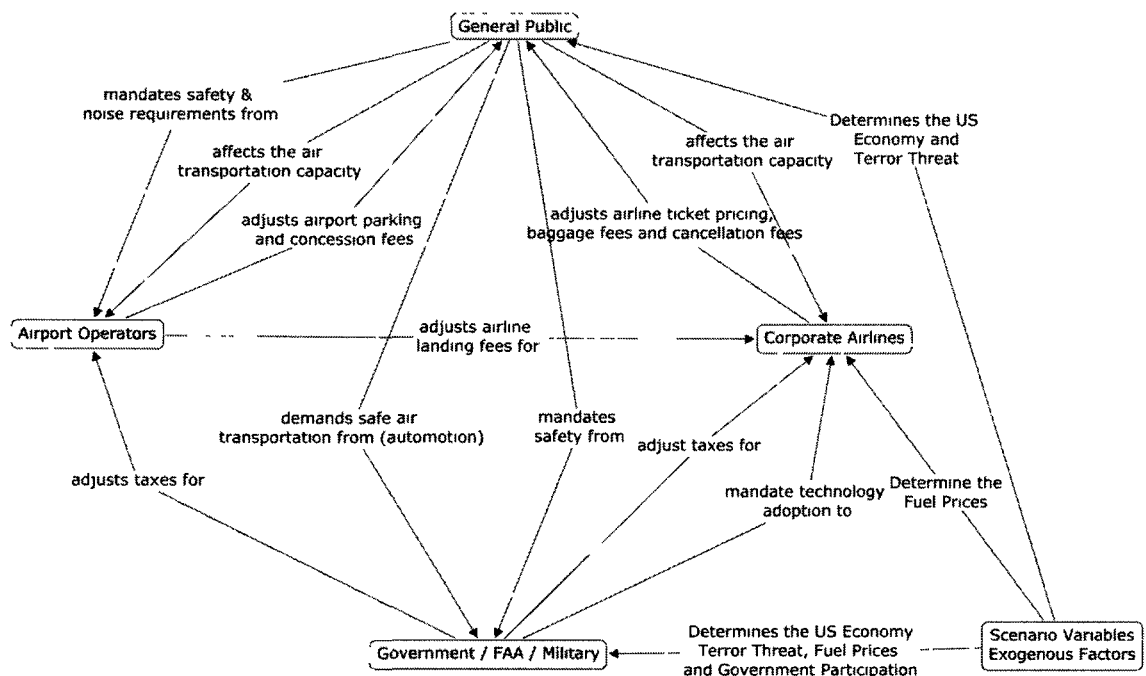 General Public
mandates safety &
noise requirements from
Determines the US
Economy and
Terror Threat
affects the air
transportation capacity
affects the air
transportation capacity
adjusts airport parking
and concession fees
adjusts airline ticket pricing,
baggage fees and cancellation fees
Airport Operators
adjusts airline
landing fees for
Corporate Airlines
demands safe air
transportation from (automotion)
mandates
safety from
adjust taxes for
adjusts taxes for
mandate technology
adoption to
Determine the
Fuel Prices
Government / FAA / Military
Determines the US Economy
Terror Threat, Fuel Prices
and Government Participation
Scenario Variables
Exogenous Factors